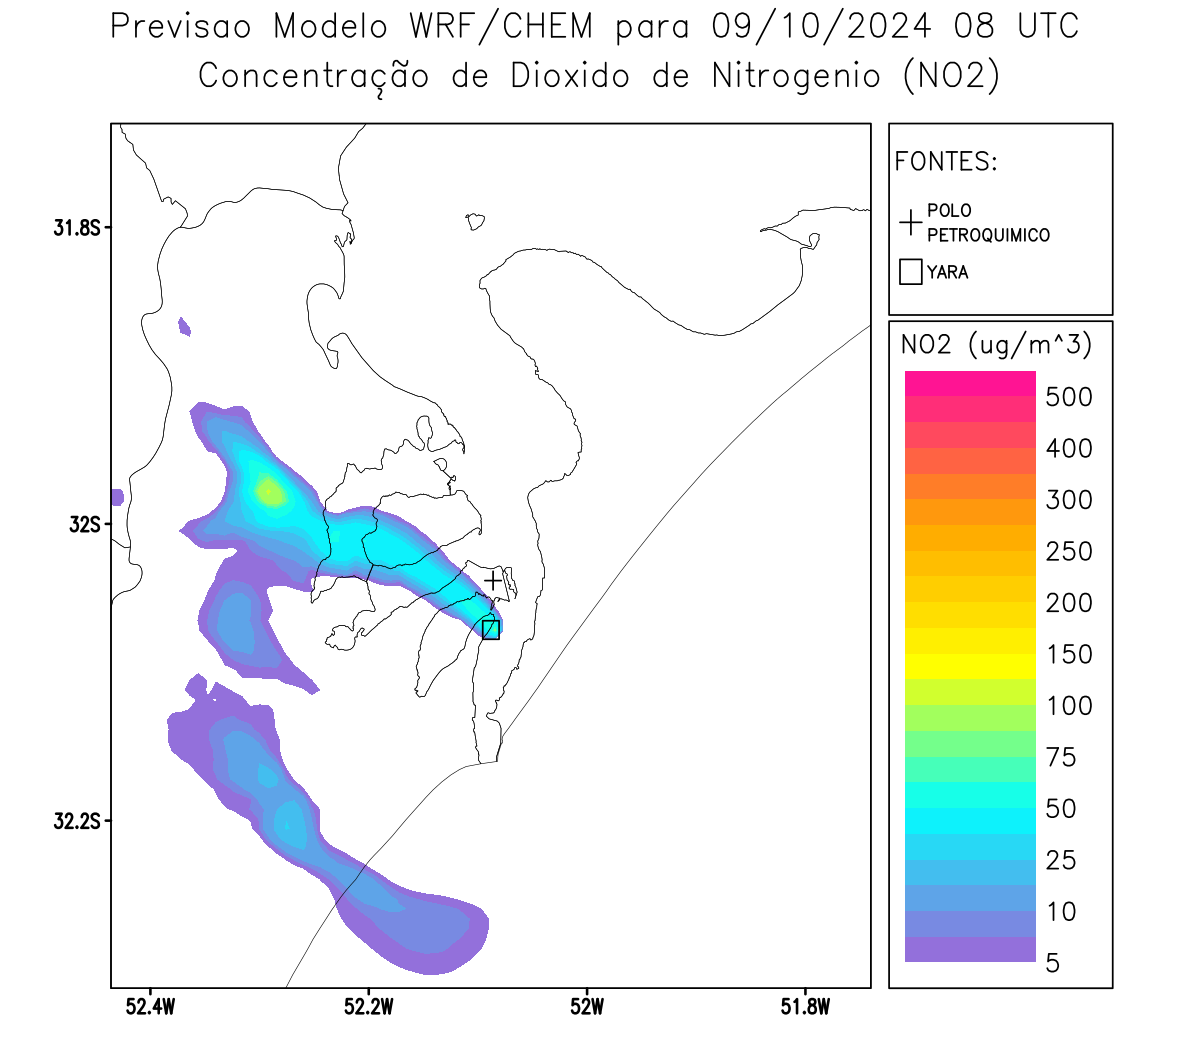 Previsao Modelo WRF/CHEM para 09/10/2024 08 UTC
Concentração de Dioxido de Nitrogenio (NO2)
FONTES:
POLO
PETROQUIMICO
YARA
NO2 (ug/m^3)
500
400
300
250
200
150
100
75
50
25
10
5
31.8S
32S
32.2S
52.4W
52.2W
52W
51.8W